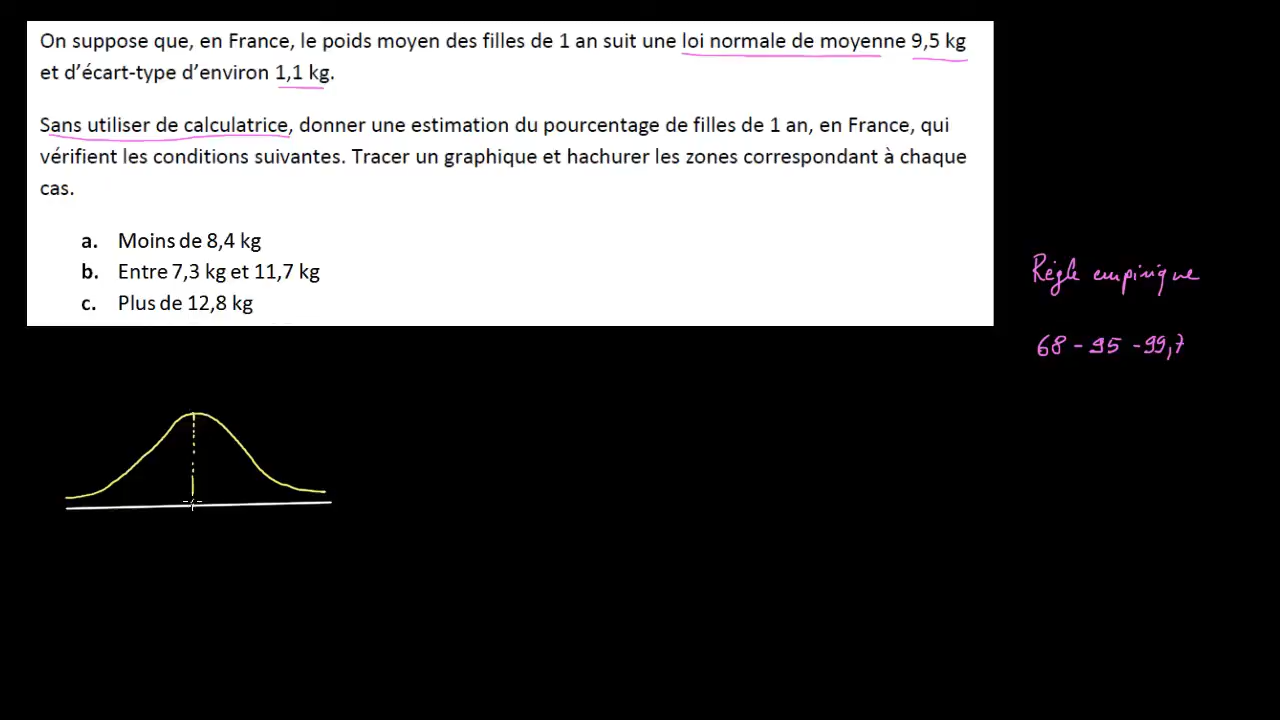 On suppose que, en France, le poids moyen des filles de 1 an suit une loi normale de moyenne 9,5 kg
et d'écart-type d'environ 1,1 kg.
Sans utiliser de calculatrice, donner une estimation du pourcentage de filles de 1 an, en France, qui
vérifient les conditions suivantes. Tracer un graphique et hachurer les zones correspondant à chaque
cas.
a. Moins de 8,4 kg
b. Entre 7,3 kg et 11,7 kg
c. Plus de 12,8 kg
Règle empirique
68 - 95 - 99,7